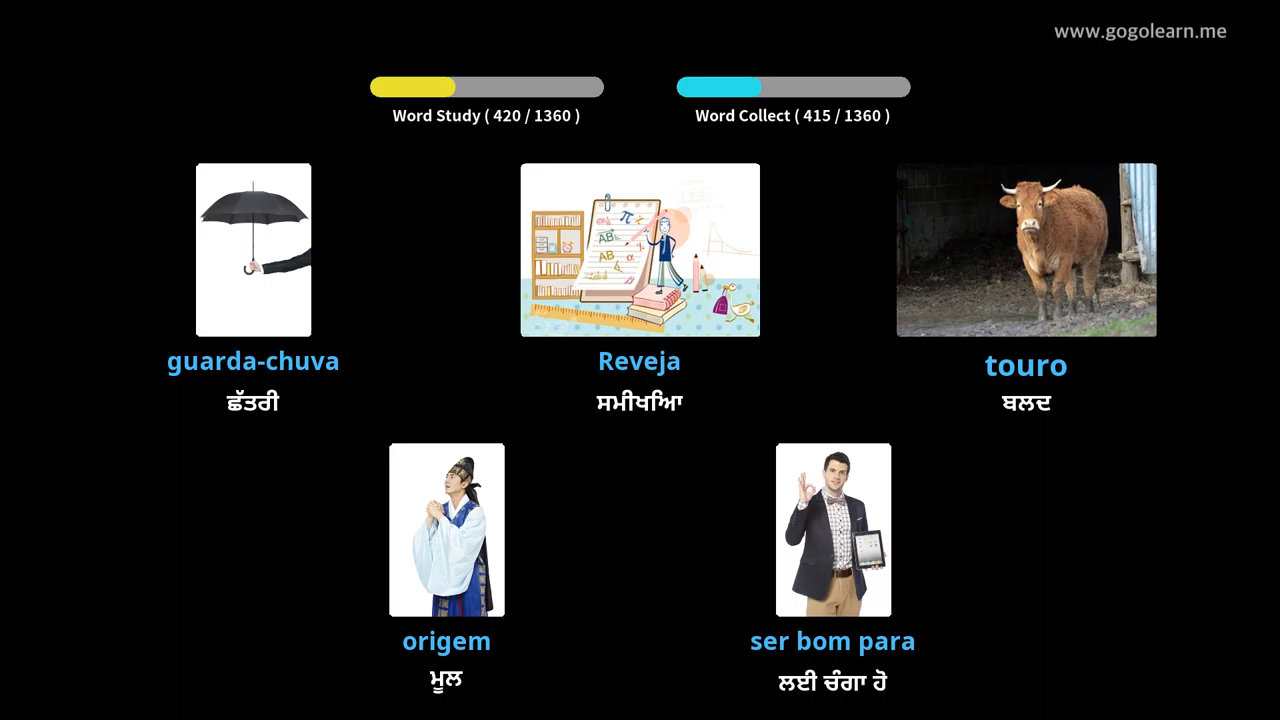 www.gogolearn.me
Word Study ( 420 / 1360 )
Word Collect ( 415 / 1360 )
guarda-chuva
ਛੱਤਰੀ
Reveja
ਸਮੀਖਿਆ
touro
ਬਲਦ
origem
ਮੂਲ
ser bom para
ਲਈ ਚੰਗਾ ਹੋ